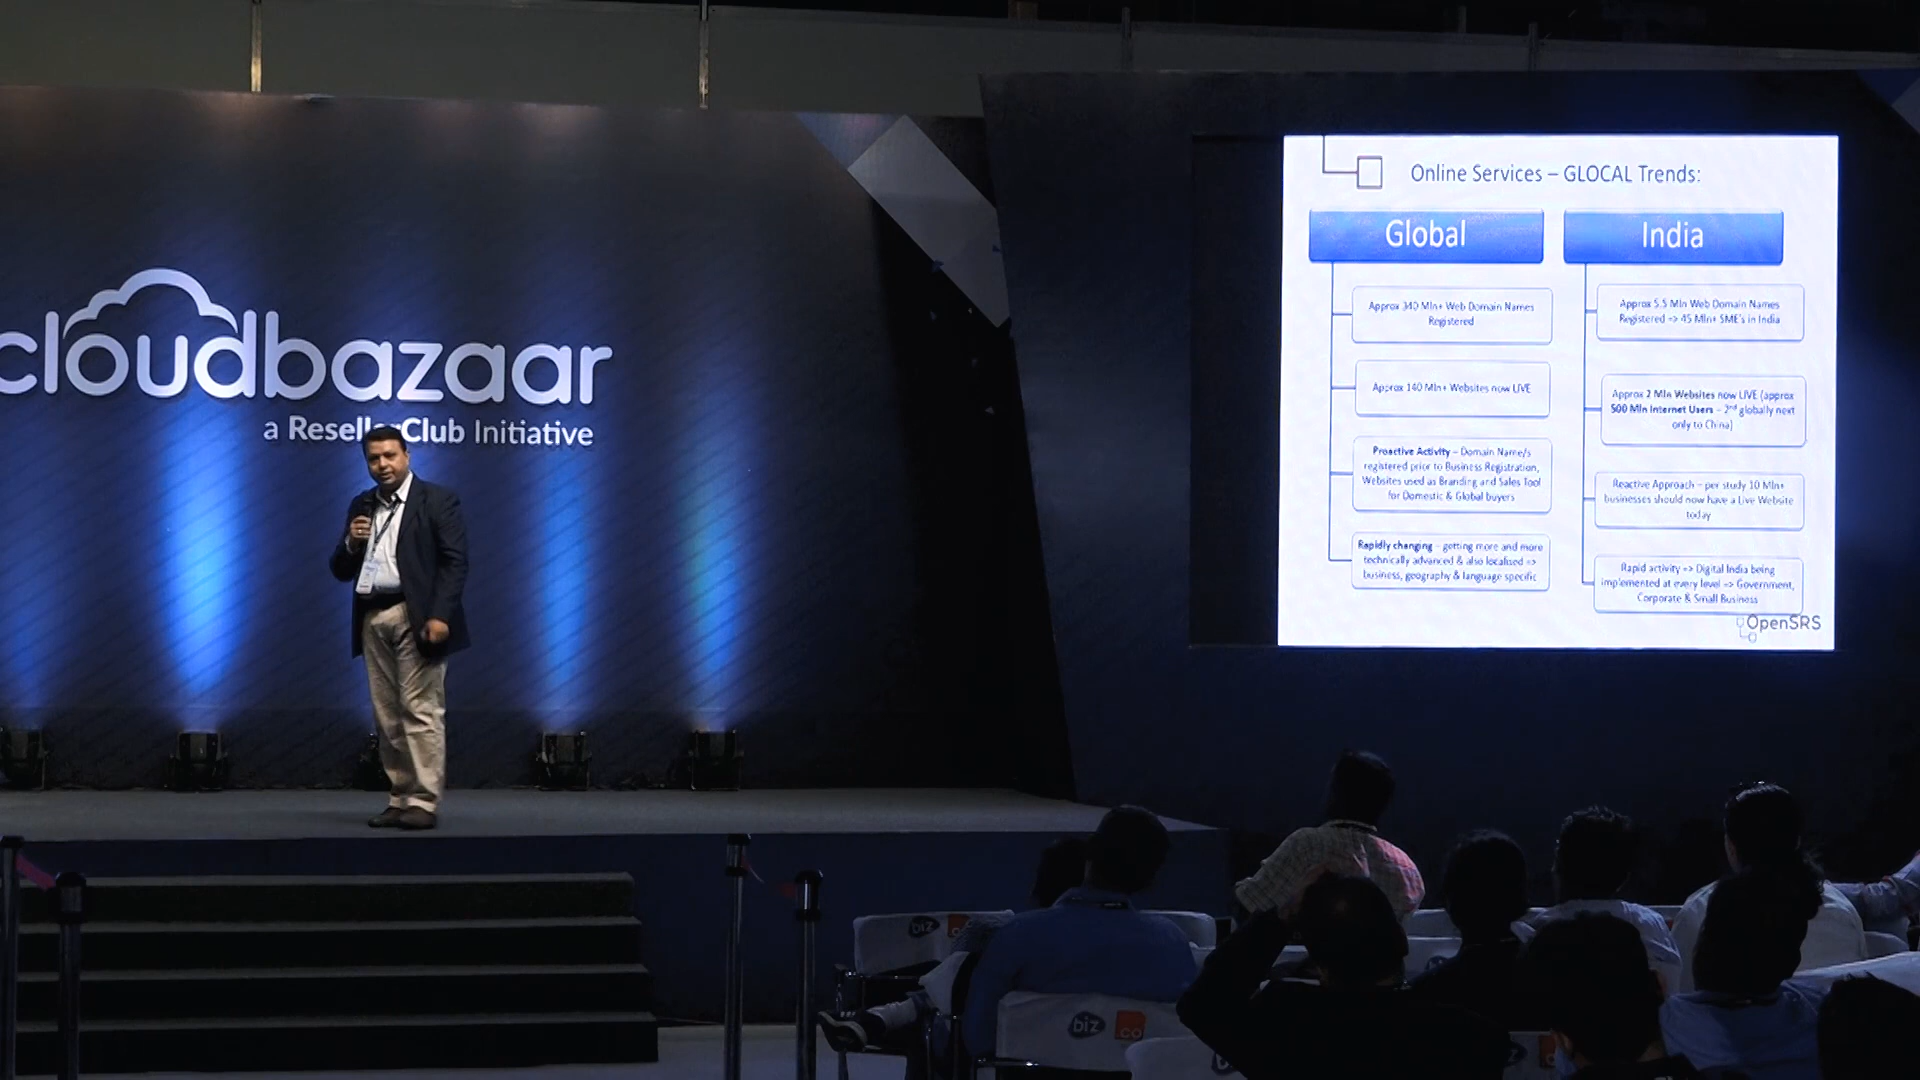 cloudbazaar
a ResellerClub Initiative
Online Services – GLOCAL Trends:
Global
Approx 340 Mln+ Web Domain Names
Registered
Approx 140 Mln+ Websites now LIVE
Proactive Activity – Domain Name/s
registered prior to Business Registration,
Websites used as Branding and Sales Tool
for Domestic & Global buyers
Rapidly changing – getting more and more
technically advanced & also localised =>
business, geography & language specific
India
Approx 5.5 Mln Web Domain Names
Registered => 45 Mln+ SME's in India
Approx 2 Mln Websites now LIVE (approx
500 Mln Internet Users – 2nd globally next
only to China)
Reactive Approach – per study 10 Mln+
businesses should now have a Live Website
today
Rapid activity => Digital India being
implemented at every level => Government,
Corporate & Small Business
OpenSRS
biz
biz
.co